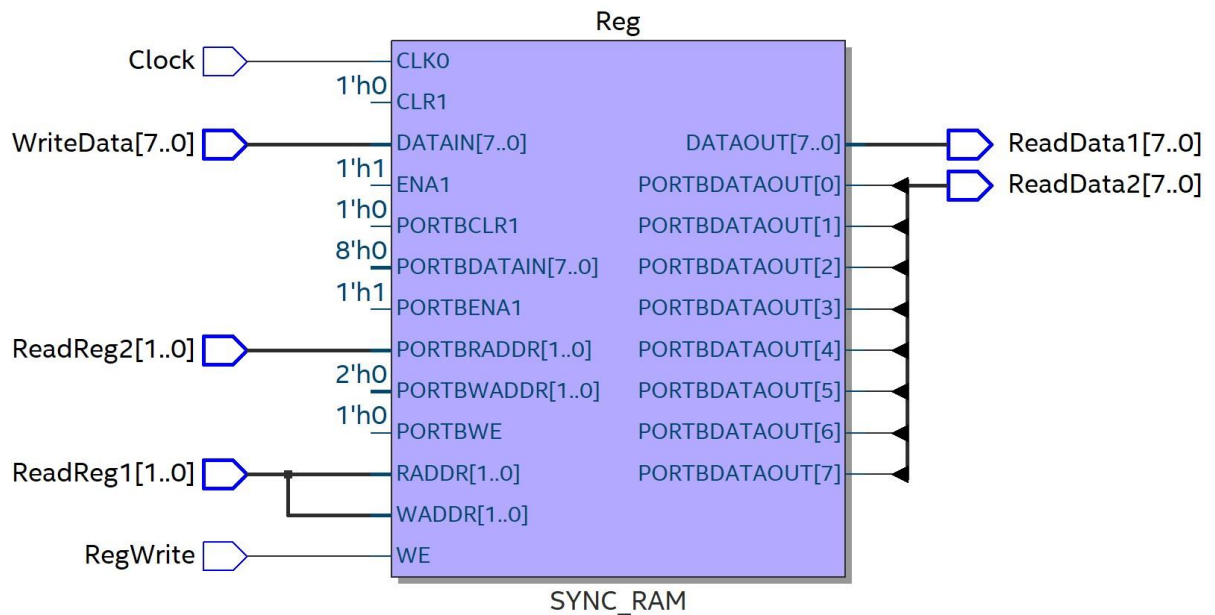 Reg
Clock
CLK0
1'h0
CLR1
WriteData[7..0]
DATAIN[7..0]
DATAOUT[7..0]
ReadData1[7..0]
1'h1
ENA1
PORTBDATAOUT[0]
ReadData2[7..0]
1'h0
PORTBCLR1
PORTBDATAOUT[1]
8'h0
PORTBDATAIN[7..0]
PORTBDATAOUT[2]
1'h1
PORTBENA1
PORTBDATAOUT[3]
ReadReg2[1..0]
PORTBRADDR[1..0]
PORTBDATAOUT[4]
2'h0
PORTBWADDR[1..0]
PORTBDATAOUT[5]
1'h0
PORTBWE
PORTBDATAOUT[6]
ReadReg1[1..0]
RADDR[1..0]
PORTBDATAOUT[7]
WADDR[1..0]
RegWrite
WE
SYNC_RAM